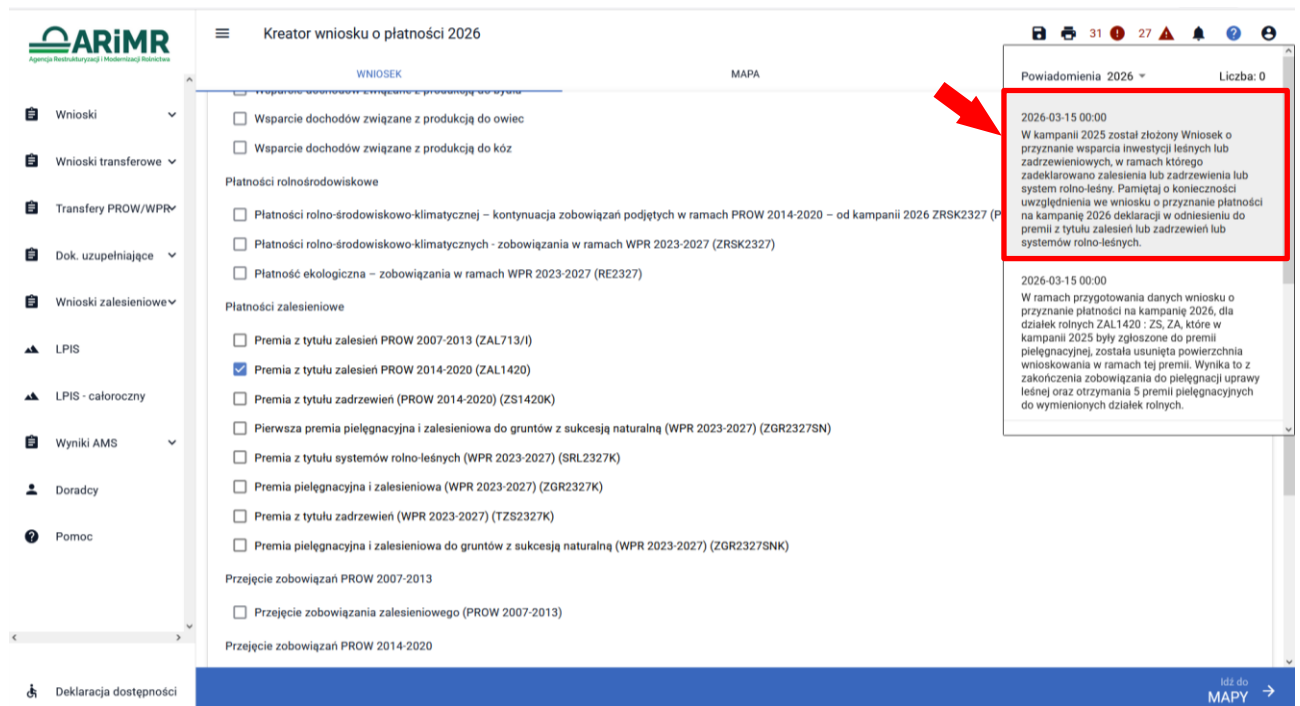 ARiMR
Agencja Restrukturyzacji i Modernizacji Rolnictwa
Wnioski
Wnioski transferowe
Transfery PROW/WPR
Dok. uzupełniające
Wnioski zalesieniowe
LPIS
LPIS - całoroczny
Wyniki AMS
Doradcy
Pomoc
Deklaracja dostępności
Kreator wniosku o płatności 2026
31
27
WNIOSEK
MAPA
Wsparcie dochodów związane z produkcją do bydła
Wsparcie dochodów związane z produkcją do owiec
Wsparcie dochodów związane z produkcją do kóz
Płatności rolnośrodowiskowe
Płatności rolno-środowiskowo-klimatycznej – kontynuacja zobowiązań podjętych w ramach PROW 2014-2020 – od kampanii 2026 ZRSK2327 (P
Płatności rolno-środowiskowo-klimatycznych - zobowiązania w ramach WPR 2023-2027 (ZRSK2327)
Płatność ekologiczna – zobowiązania w ramach WPR 2023-2027 (RE2327)
Płatności zalesieniowe
Premia z tytułu zalesień PROW 2007-2013 (ZAL713/I)
Premia z tytułu zalesień PROW 2014-2020 (ZAL1420)
Premia z tytułu zadrzewień (PROW 2014-2020) (ZS1420K)
Pierwsza premia pielęgnacyjna i zalesieniowa do gruntów z sukcesją naturalną (WPR 2023-2027) (ZGR2327SN)
Premia z tytułu systemów rolno-leśnych (WPR 2023-2027) (SRL2327K)
Premia pielęgnacyjna i zalesieniowa (WPR 2023-2027) (ZGR2327K)
Premia z tytułu zadrzewień (WPR 2023-2027) (TZS2327K)
Premia pielęgnacyjna i zalesieniowa do gruntów z sukcesją naturalną (WPR 2023-2027) (ZGR2327SNK)
Przejęcie zobowiązań PROW 2007-2013
Przejęcie zobowiązania zalesieniowego (PROW 2007-2013)
Przejęcie zobowiązań PROW 2014-2020
Powiadomienia 2026
Liczba: 0
2026-03-15 00:00
W kampanii 2025 został złożony Wniosek o
przyznanie wsparcia inwestycji leśnych lub
zadrzewieniowych, w ramach którego
zadeklarowano zalesienia lub zadrzewienia lub
system rolno-leśny. Pamiętaj o konieczności
uwzględnienia we wniosku o przyznanie płatności
na kampanię 2026 deklaracji w odniesieniu do
premii z tytułu zalesień lub zadrzewień lub
systemów rolno-leśnych.
2026-03-15 00:00
W ramach przygotowania danych wniosku o
przyznanie płatności na kampanię 2026, dla
działek rolnych ZAL1420 : ZS, ZA, które w
kampanii 2025 były zgłoszone do premii
pielęgnacyjnej, została usunięta powierzchnia
wnioskowania w ramach tej premii. Wynika to z
zakończenia zobowiązania do pielęgnacji uprawy
leśnej oraz otrzymania 5 premii pielęgnacyjnych
do wymienionych działek rolnych.
Idź do
MAPY